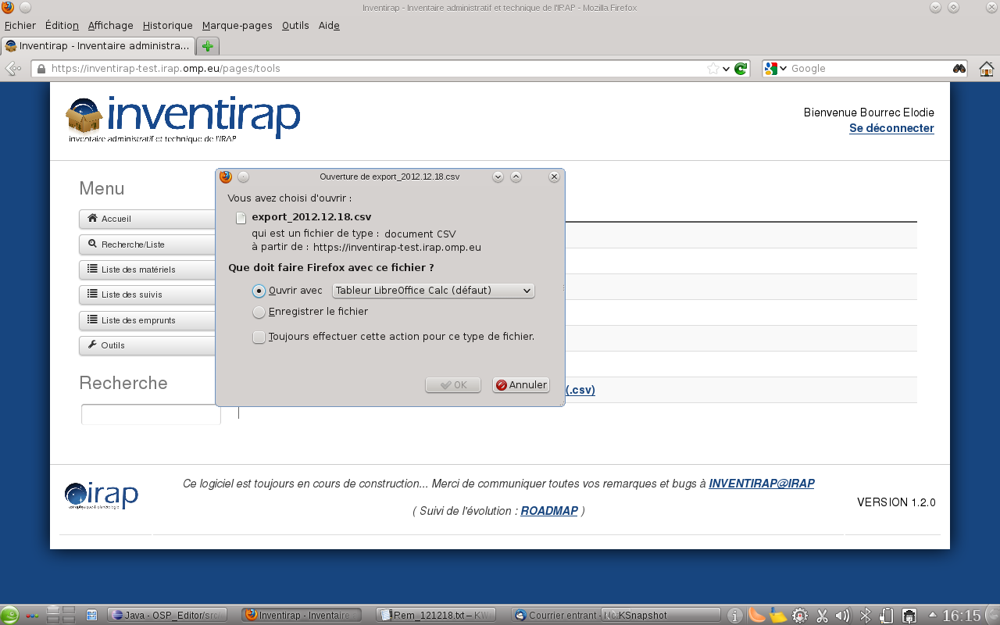 Inventirap - Inventaire administratif et technique de l'IRAP - Mozilla Firefox
Fichier Édition Affichage Historique Marque-pages Outils Aide
Inventirap - Inventaire administra...
https://inventirap-test.irap.omp.eu/pages/tools
Google
inventirap
inventaire administratif et technique de l'IRAP
Bienvenue Bourrec Elodie
Se déconnecter
Menu
Accueil
Recherche/Liste
Liste des matériels
Liste des suivis
Liste des emprunts
Outils
Recherche
Ouverture de export_2012.12.18.csv
Vous avez choisi d'ouvrir :
export_2012.12.18.csv
qui est un fichier de type : document CSV
à partir de : https://inventirap-test.irap.omp.eu
Que doit faire Firefox avec ce fichier ?
Ouvrir avec Tableur LibreOffice Calc (défaut)
Enregistrer le fichier
Toujours effectuer cette action pour ce type de fichier.
OK Annuler
(.csv)
irap
astrophysique & planétologie
Ce logiciel est toujours en cours de construction... Merci de communiquer toutes vos remarques et bugs à INVENTIRAP@IRAP
( Suivi de l'évolution : ROADMAP )
VERSION 1.2.0
Java - OSP_Editor/src/ Inventirap - Inventaire Rem_121218.txt – KW Courrier entrant - Mo KSnapshot 16:15